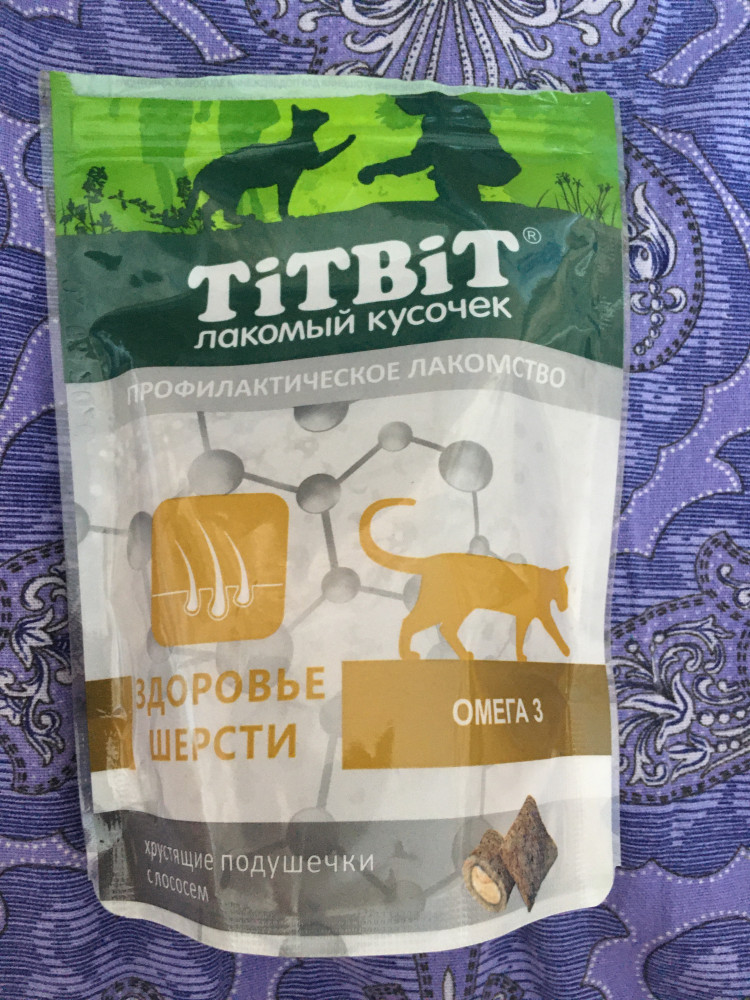 TiTBiT®
лакомый кусочек
ПРОФИЛАКТИЧЕСКОЕ ЛАКОМСТВО
ЗДОРОВЬЕ
ШЕРСТИ
ОМЕГА 3
хрустящие подушечки
с лососем